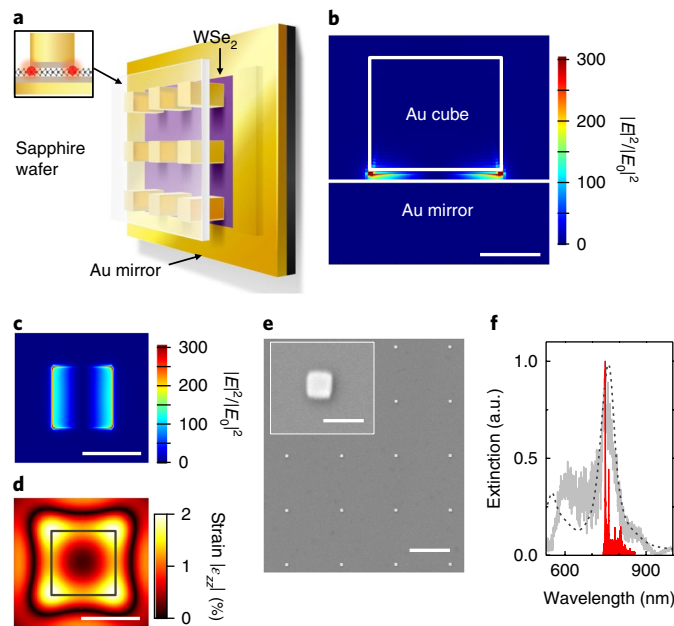 a
WSe2
Sapphire
wafer
Au mirror
b
Au cube
Au mirror
300
200
100
0
|E|²/|E0|²
c
300
200
100
0
|E|²/|E0|²
d
2
1
0
Strain |εzz| (%)
e
f
1.0
0.5
0.0
Extinction (a.u.)
600
900
Wavelength (nm)